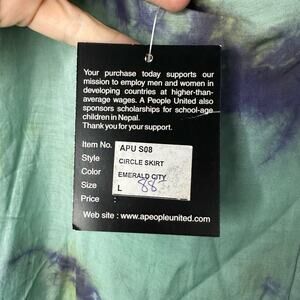 Your purchase today supports our
mission to employ men and women in
developing countries at higher-than-
average wages. A People United also
sponsors scholarships for school-age
children in Nepal.
Thank you for your support.
Item No. APU S08
Style CIRCLE SKIRT
Color EMERALD CITY
Size L 88-
Price :
Web site : www.apeopleunited.com